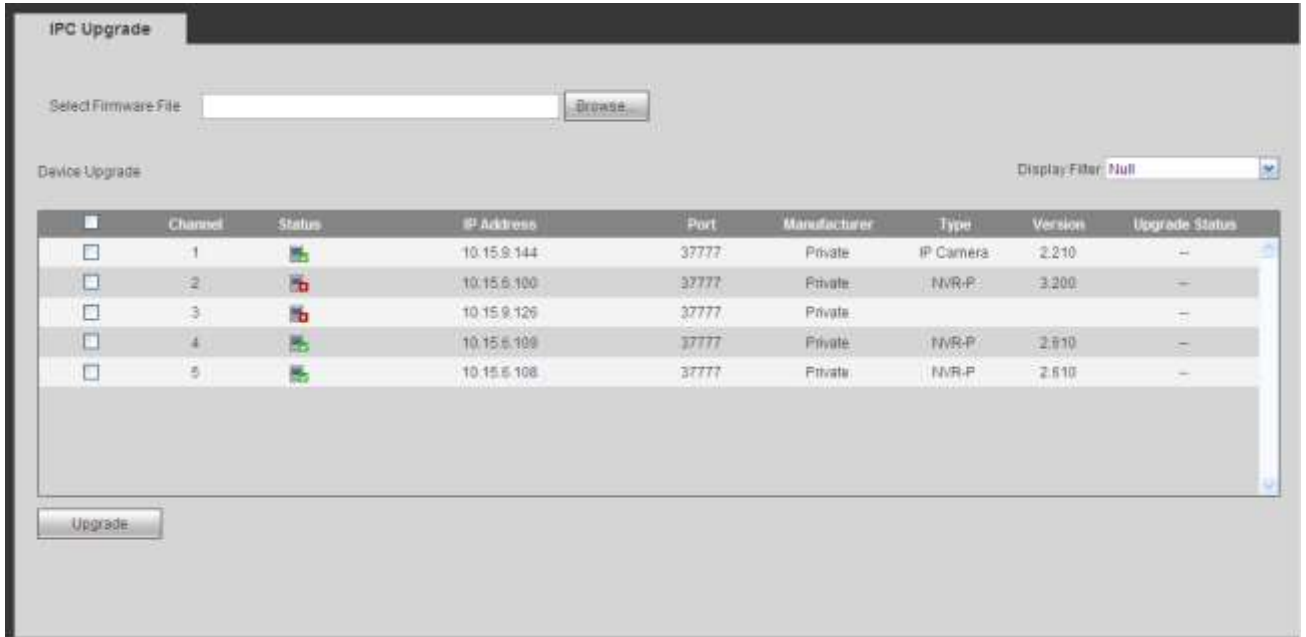 IPC Upgrade
Select Firmware File Browse...
Device Upgrade Display Filter Null
Channel Status IP Address Port Manufacturer Type Version Upgrade Status
1 10.15.9.144 37777 Private IP Camera 2.210 --
2 10.15.6.100 37777 Private NVR-P 3.200 --
3 10.15.9.126 37777 Private --
4 10.15.6.109 37777 Private NVR-P 2.610 --
5 10.15.6.108 37777 Private NVR-P 2.610 --
Upgrade